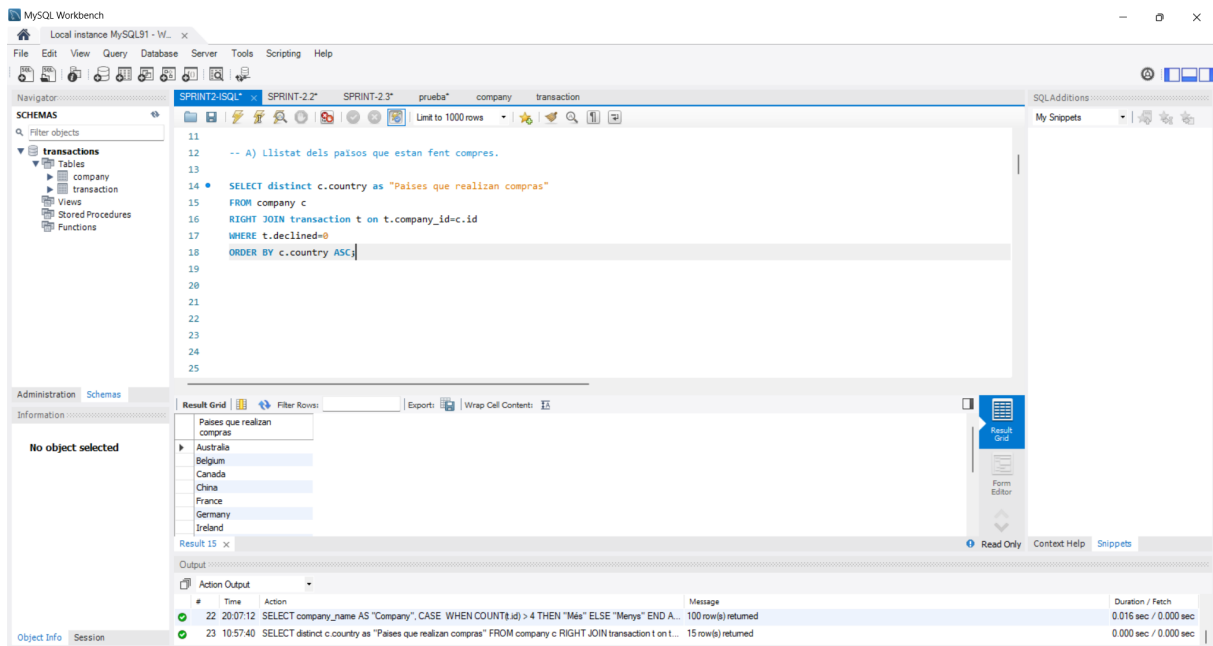 MySQL Workbench
Local instance MySQL91 - W... ×
File Edit View Query Database Server Tools Scripting Help
Navigator
SCHEMAS
Filter objects
transactions
Tables
company
transaction
Views
Stored Procedures
Functions
Administration Schemas
Information
No object selected
Object Info Session
SPRINT2-ISQL* × SPRINT-2.2* SPRINT-2.3* prueba* company transaction
Limit to 1000 rows
11
12 -- A) Llistat dels països que estan fent compres.
13
14 SELECT distinct c.country as "Paises que realizan compras"
15 FROM company c
16 RIGHT JOIN transaction t on t.company_id=c.id
17 WHERE t.declined=0
18 ORDER BY c.country ASC;
19
20
21
22
23
24
25
Result Grid Filter Rows: Export: Wrap Cell Content:
Paises que realizan
compras
Australia
Belgium
Canada
China
France
Germany
Ireland
Result
Grid
Form
Editor
Result 15 × Read Only
Output
Action Output
# Time Action Message Duration / Fetch
22 20:07:12 SELECT company_name AS "Company", CASE WHEN COUNT(t.id) > 4 THEN "Més" ELSE "Menys" END A... 100 row(s) returned 0.016 sec / 0.000 sec
23 10:57:40 SELECT distinct c.country as "Paises que realizan compras" FROM company c RIGHT JOIN transaction t on t... 15 row(s) returned 0.000 sec / 0.000 sec
SQLAdditions
My Snippets
Context Help Snippets